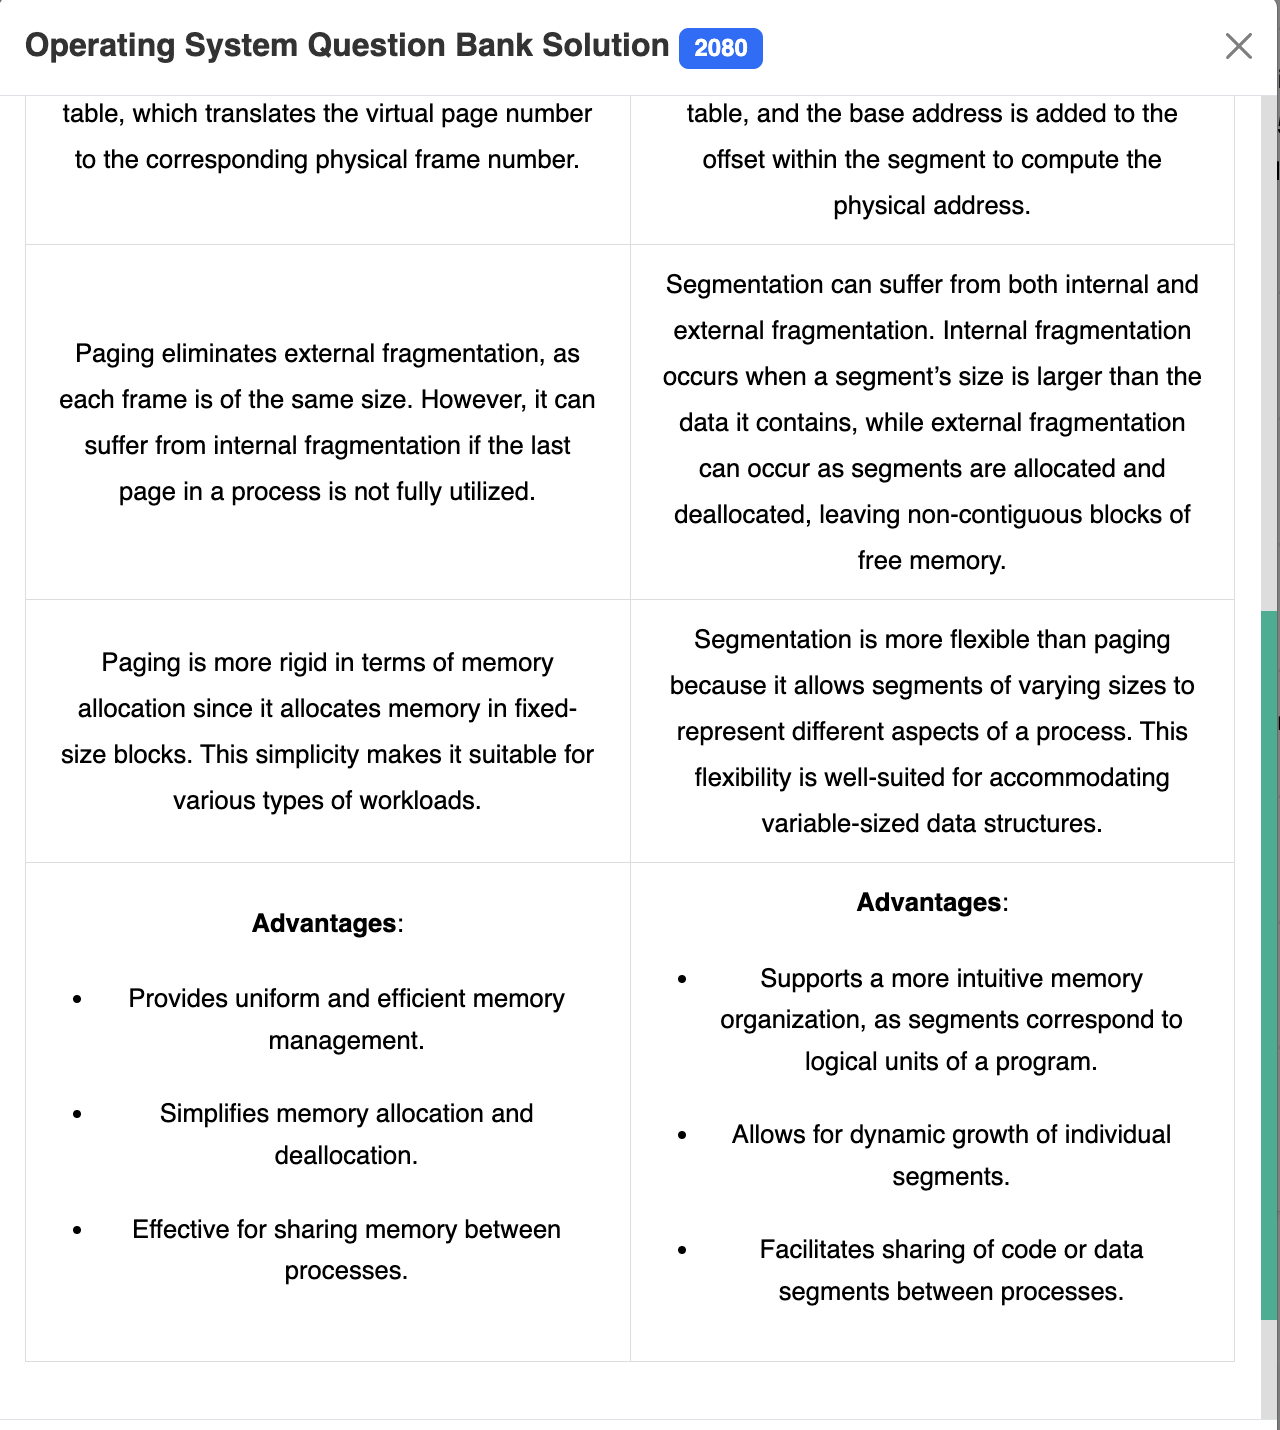 Operating System Question Bank Solution 2080
table, which translates the virtual page number
to the corresponding physical frame number.
table, and the base address is added to the
offset within the segment to compute the
physical address.
Paging eliminates external fragmentation, as
each frame is of the same size. However, it can
suffer from internal fragmentation if the last
page in a process is not fully utilized.
Segmentation can suffer from both internal and
external fragmentation. Internal fragmentation
occurs when a segment’s size is larger than the
data it contains, while external fragmentation
can occur as segments are allocated and
deallocated, leaving non-contiguous blocks of
free memory.
Paging is more rigid in terms of memory
allocation since it allocates memory in fixed-
size blocks. This simplicity makes it suitable for
various types of workloads.
Segmentation is more flexible than paging
because it allows segments of varying sizes to
represent different aspects of a process. This
flexibility is well-suited for accommodating
variable-sized data structures.
Advantages:
• Provides uniform and efficient memory
management.
• Simplifies memory allocation and
deallocation.
• Effective for sharing memory between
processes.
Advantages:
• Supports a more intuitive memory
organization, as segments correspond to
logical units of a program.
• Allows for dynamic growth of individual
segments.
• Facilitates sharing of code or data
segments between processes.